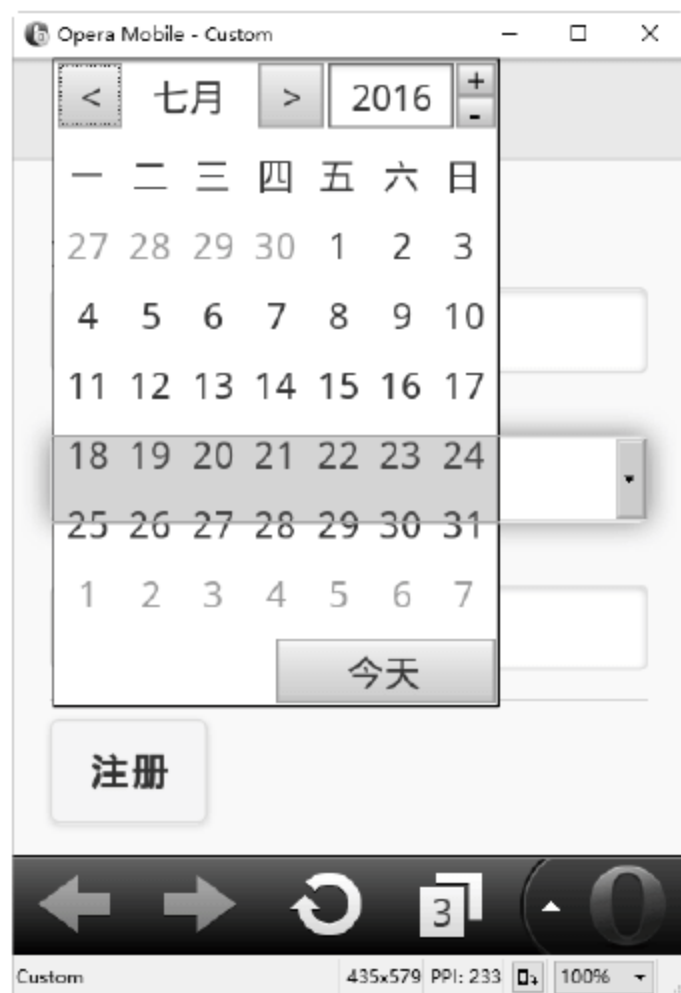 Opera Mobile - Custom
< 七月 > 2016 + -
一 二 三 四 五 六 日
27 28 29 30 1 2 3
4 5 6 7 8 9 10
11 12 13 14 15 16 17
18 19 20 21 22 23 24
25 26 27 28 29 30 31
1 2 3 4 5 6 7
今天
注册
3
Custom 435x579 PPI: 233 100%